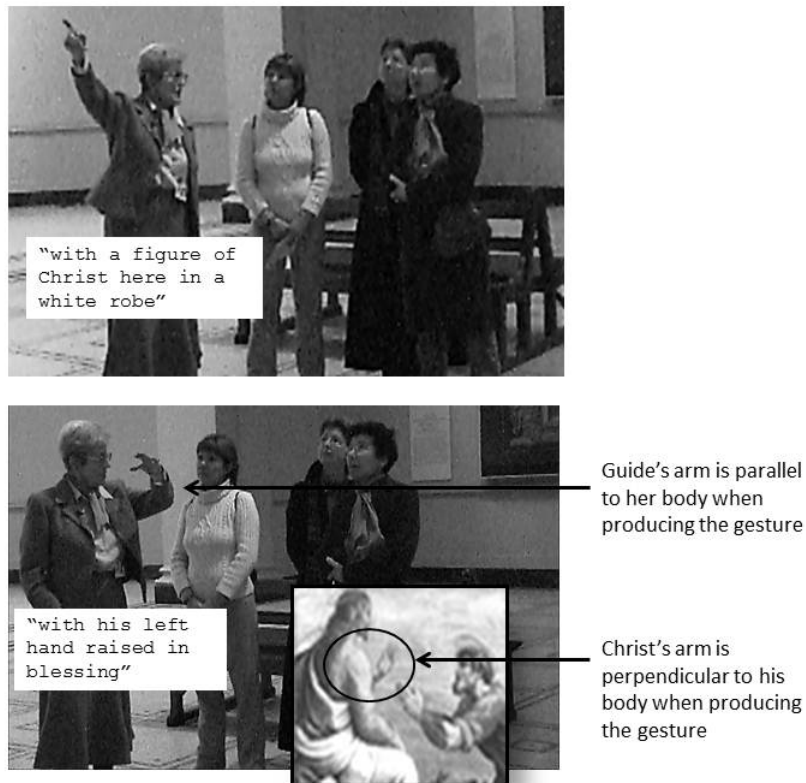 “with a figure of
Christ here in a
white robe”
Guide’s arm is parallel
to her body when
producing the gesture
“with his left
hand raised in
blessing”
Christ’s arm is
perpendicular to his
body when producing
the gesture